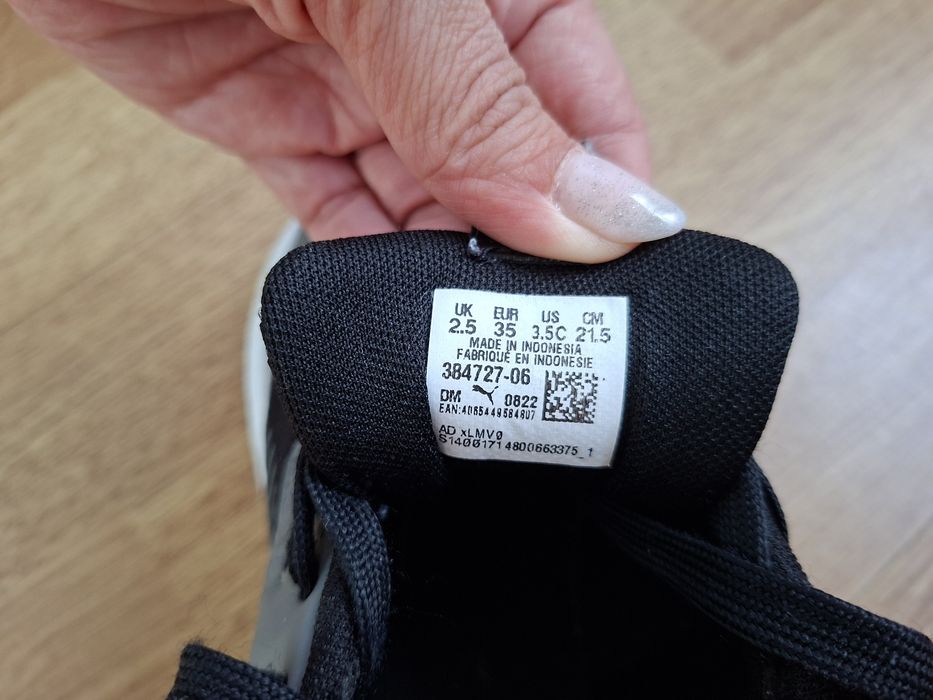 UK EUR US CM
2.5 35 3.5C 21.5
MADE IN INDONESIA
FABRIQUÉ EN INDONESIE
384727-06
DM 0822
EAN:4065449584807
AD xLMV0
S14001714800663375_1